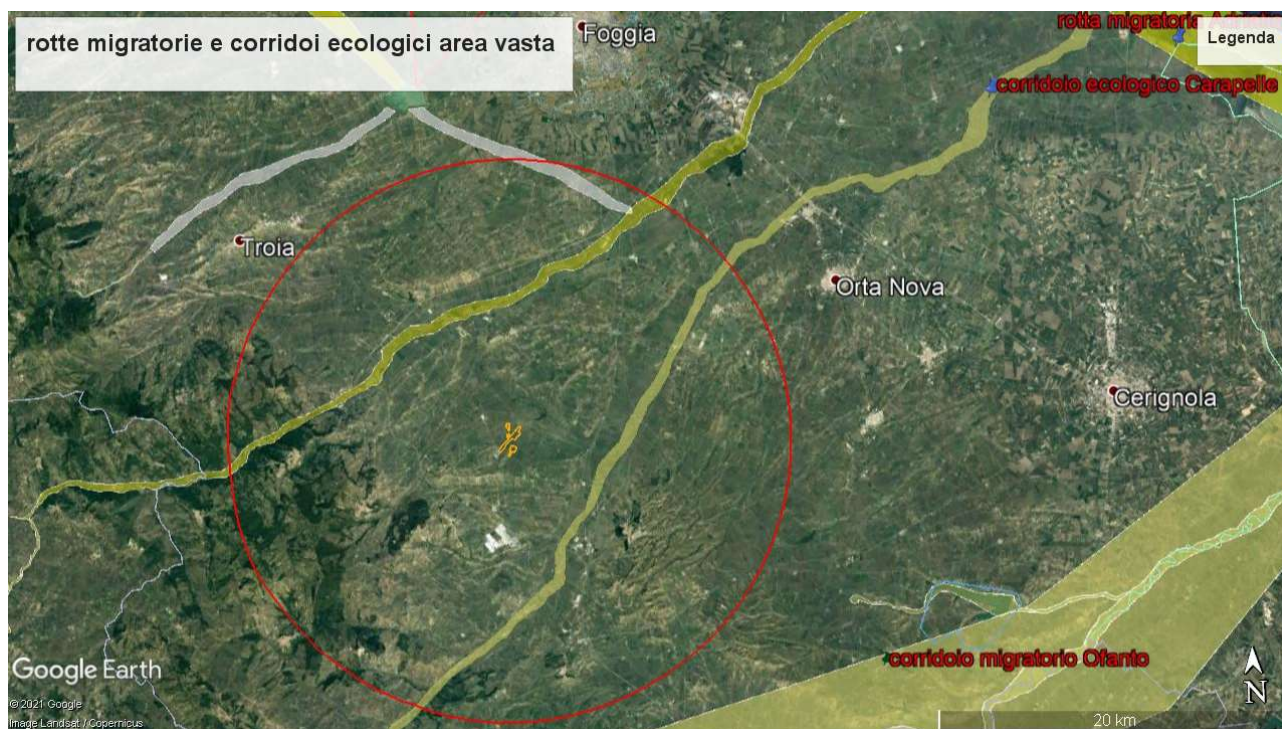 rotte migratorie e corridoi ecologici area vasta
Foggia
rotta migratoria
Legenda
corridoio ecologico Carapelle
Troia
Orta Nova
Cerignola
corridoio migratorio Ofanto
Google Earth
N
© 2021 Google
Image Landsat / Copernicus
20 km